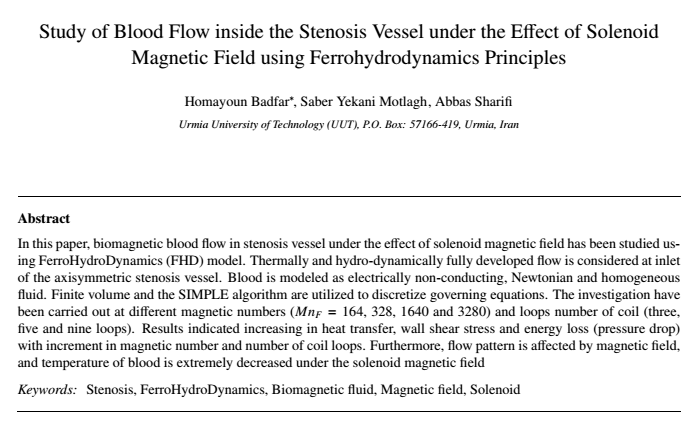 Study of Blood Flow inside the Stenosis Vessel under the Effect of Solenoid
Magnetic Field using Ferrohydrodynamics Principles
Homayoun Badfar*, Saber Yekani Motlagh, Abbas Sharifi
Urmia University of Technology (UUT), P.O. Box: 57166-419, Urmia, Iran
Abstract
In this paper, biomagnetic blood flow in stenosis vessel under the effect of solenoid magnetic field has been studied us-
ing FerroHydroDynamics (FHD) model. Thermally and hydro-dynamically fully developed flow is considered at inlet
of the axisymmetric stenosis vessel. Blood is modeled as electrically non-conducting, Newtonian and homogeneous
fluid. Finite volume and the SIMPLE algorithm are utilized to discretize governing equations. The investigation have
been carried out at different magnetic numbers (MnF = 164, 328, 1640 and 3280) and loops number of coil (three,
five and nine loops). Results indicated increasing in heat transfer, wall shear stress and energy loss (pressure drop)
with increment in magnetic number and number of coil loops. Furthermore, flow pattern is affected by magnetic field,
and temperature of blood is extremely decreased under the solenoid magnetic field
Keywords: Stenosis, FerroHydroDynamics, Biomagnetic fluid, Magnetic field, Solenoid